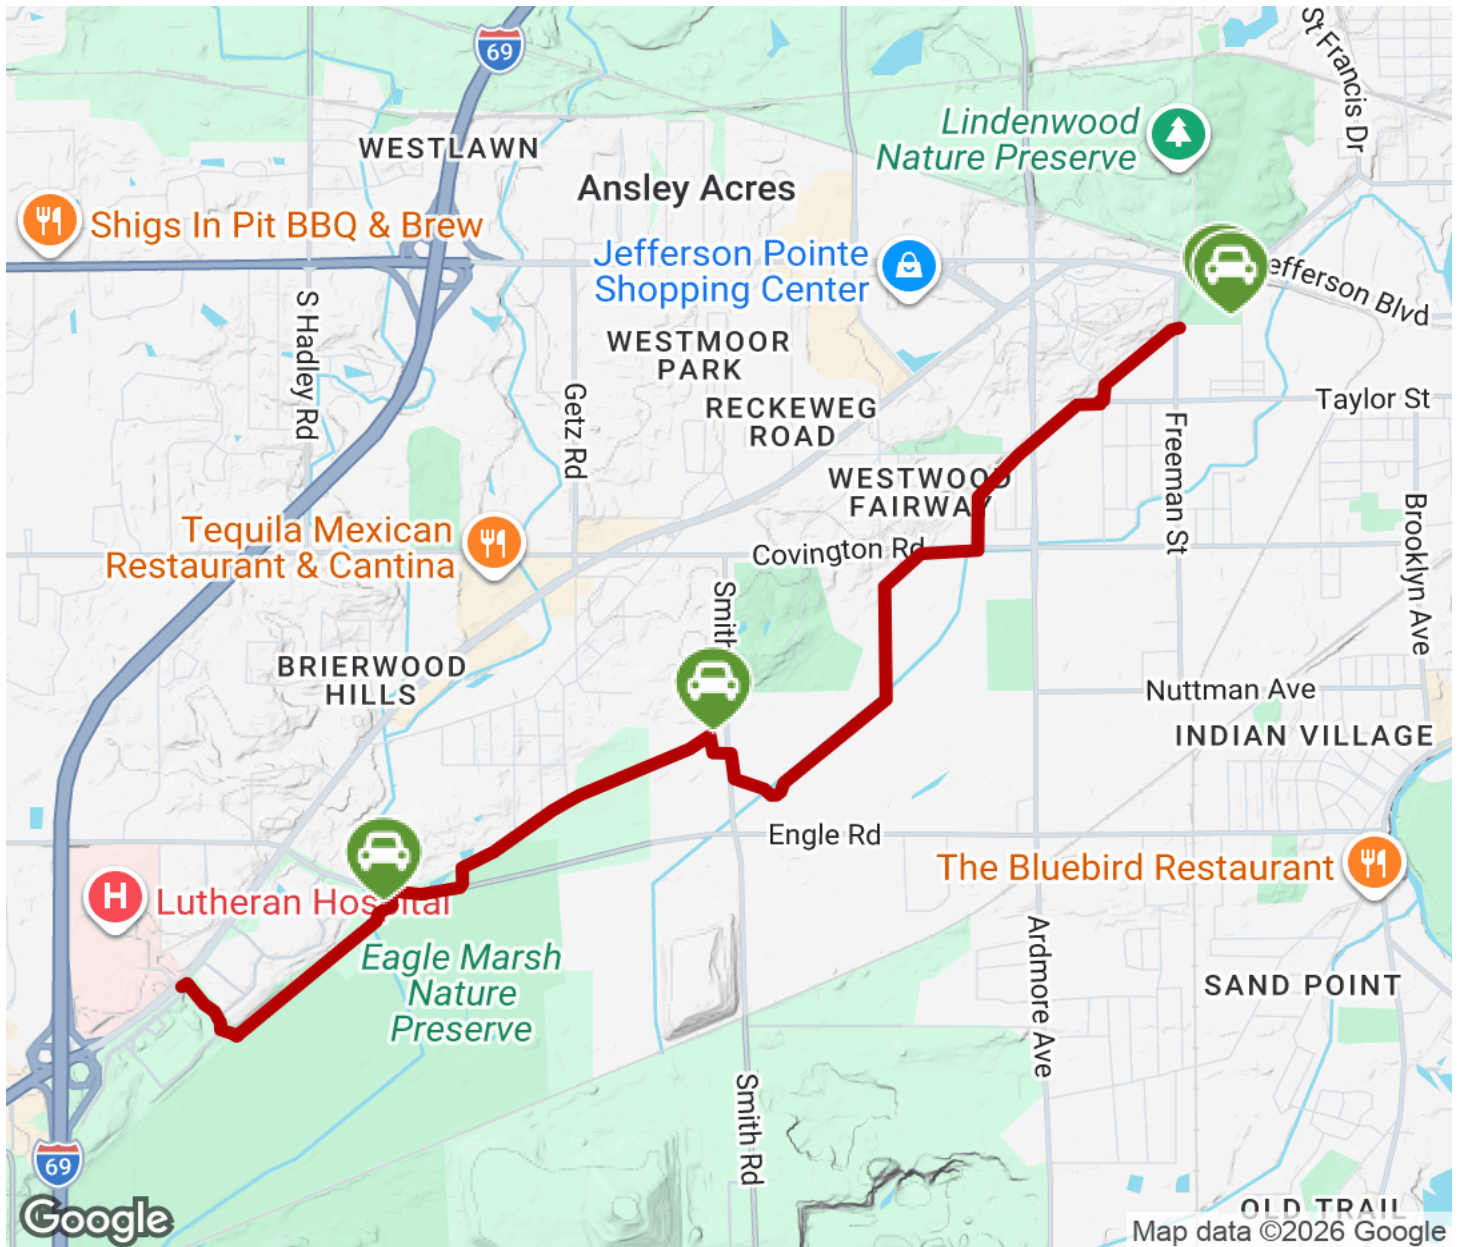 69
St Francis Dr
Lindenwood
Nature Preserve
WESTLAWN
Ansley Acres
Shigs In Pit BBQ & Brew
Jefferson Pointe
Shopping Center
efferson Blvd
S Hadley Rd
WESTMOOR
PARK
Getz Rd
RECKEWEG
ROAD
Taylor St
Freeman St
WESTWOOD
FAIRWAY
Brooklyn Ave
Tequila Mexican
Restaurant & Cantina
Covington Rd
Smith
BRIERWOOD
HILLS
Nuttman Ave
INDIAN VILLAGE
Engle Rd
The Bluebird Restaurant
H
Lutheran Hospital
Eagle Marsh
Nature
Preserve
Ardmore Ave
SAND POINT
Smith Rd
69
Google
OLD TRAIL
Map data ©2026 Google